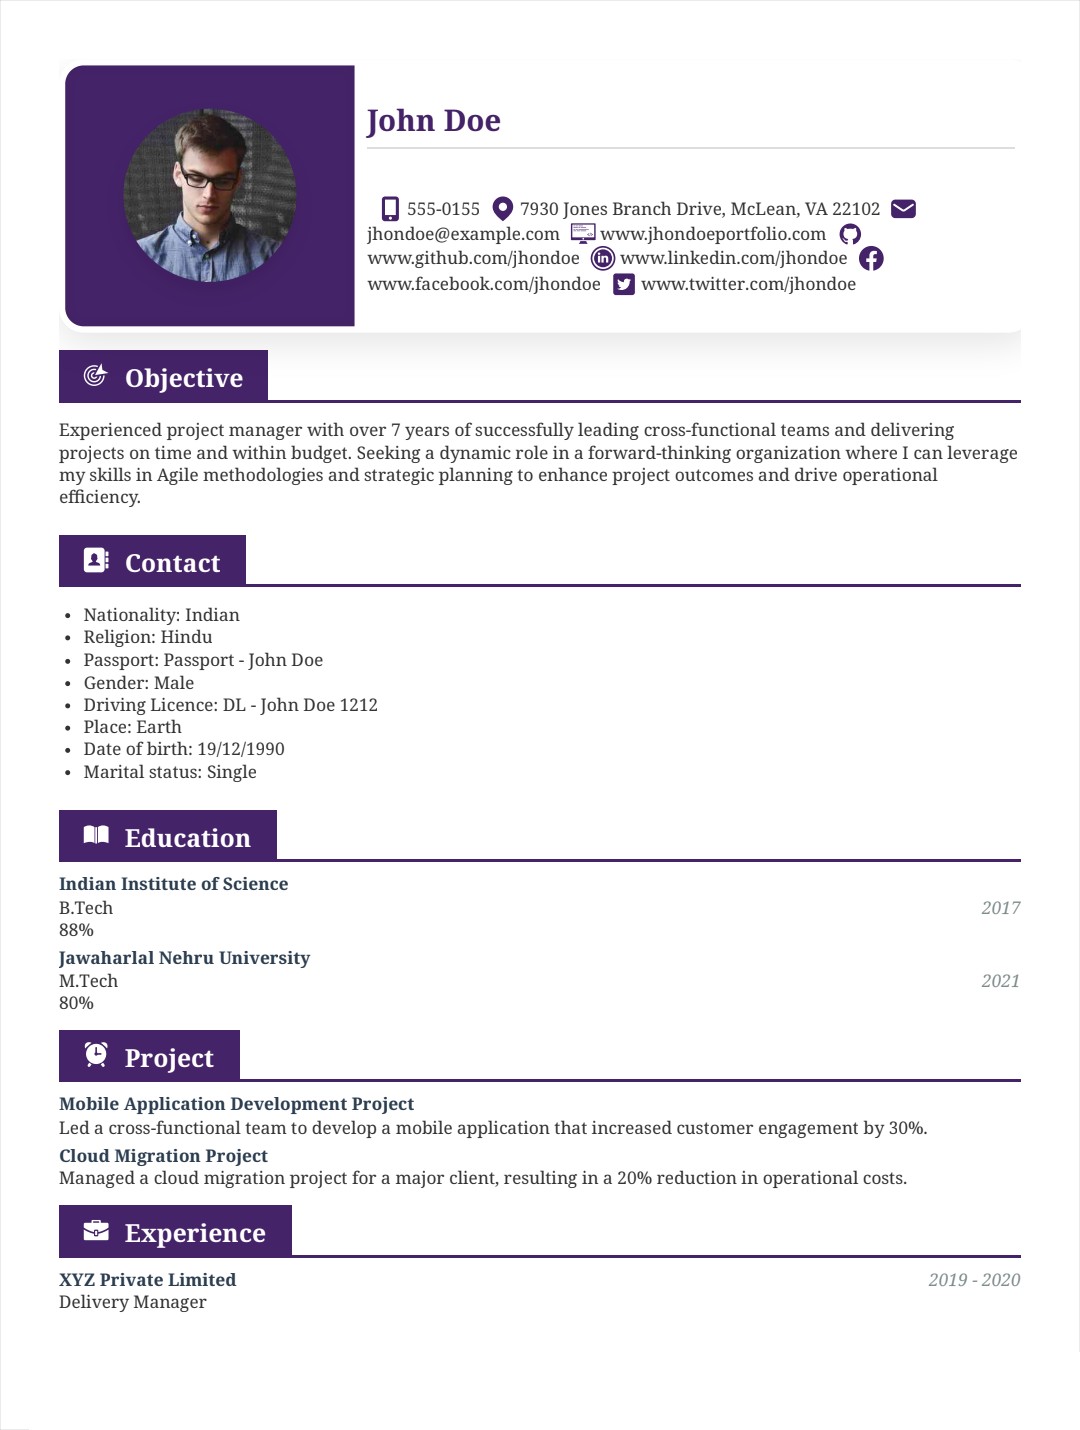 John Doe
555-0155 7930 Jones Branch Drive, McLean, VA 22102
jhondoe@example.com www.jhondoeportfolio.com
www.github.com/jhondoe www.linkedin.com/jhondoe
www.facebook.com/jhondoe www.twitter.com/jhondoe
Objective
Experienced project manager with over 7 years of successfully leading cross-functional teams and delivering
projects on time and within budget. Seeking a dynamic role in a forward-thinking organization where I can leverage
my skills in Agile methodologies and strategic planning to enhance project outcomes and drive operational
efficiency.
Contact
• Nationality: Indian
• Religion: Hindu
• Passport: Passport - John Doe
• Gender: Male
• Driving Licence: DL - John Doe 1212
• Place: Earth
• Date of birth: 19/12/1990
• Marital status: Single
Education
Indian Institute of Science
B.Tech 2017
88%
Jawaharlal Nehru University
M.Tech 2021
80%
Project
Mobile Application Development Project
Led a cross-functional team to develop a mobile application that increased customer engagement by 30%.
Cloud Migration Project
Managed a cloud migration project for a major client, resulting in a 20% reduction in operational costs.
Experience
XYZ Private Limited 2019 - 2020
Delivery Manager